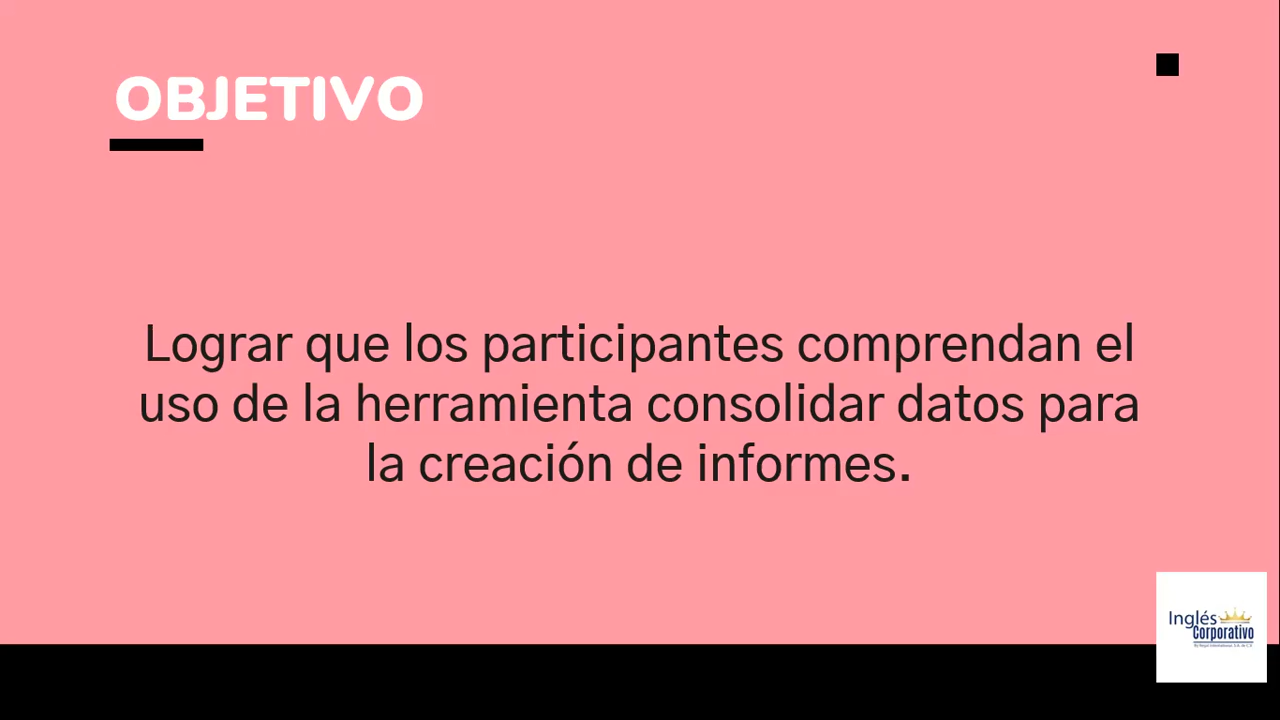 OBJETIVO
Lograr que los participantes comprendan el
uso de la herramienta consolidar datos para
la creación de informes.
Inglés
Corporativo